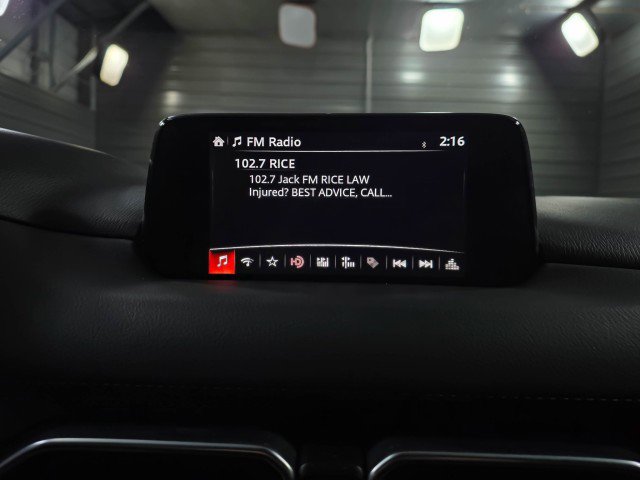 FM Radio 2:16
102.7 RICE
102.7 Jack FM RICE LAW
Injured? BEST ADVICE, CALL...